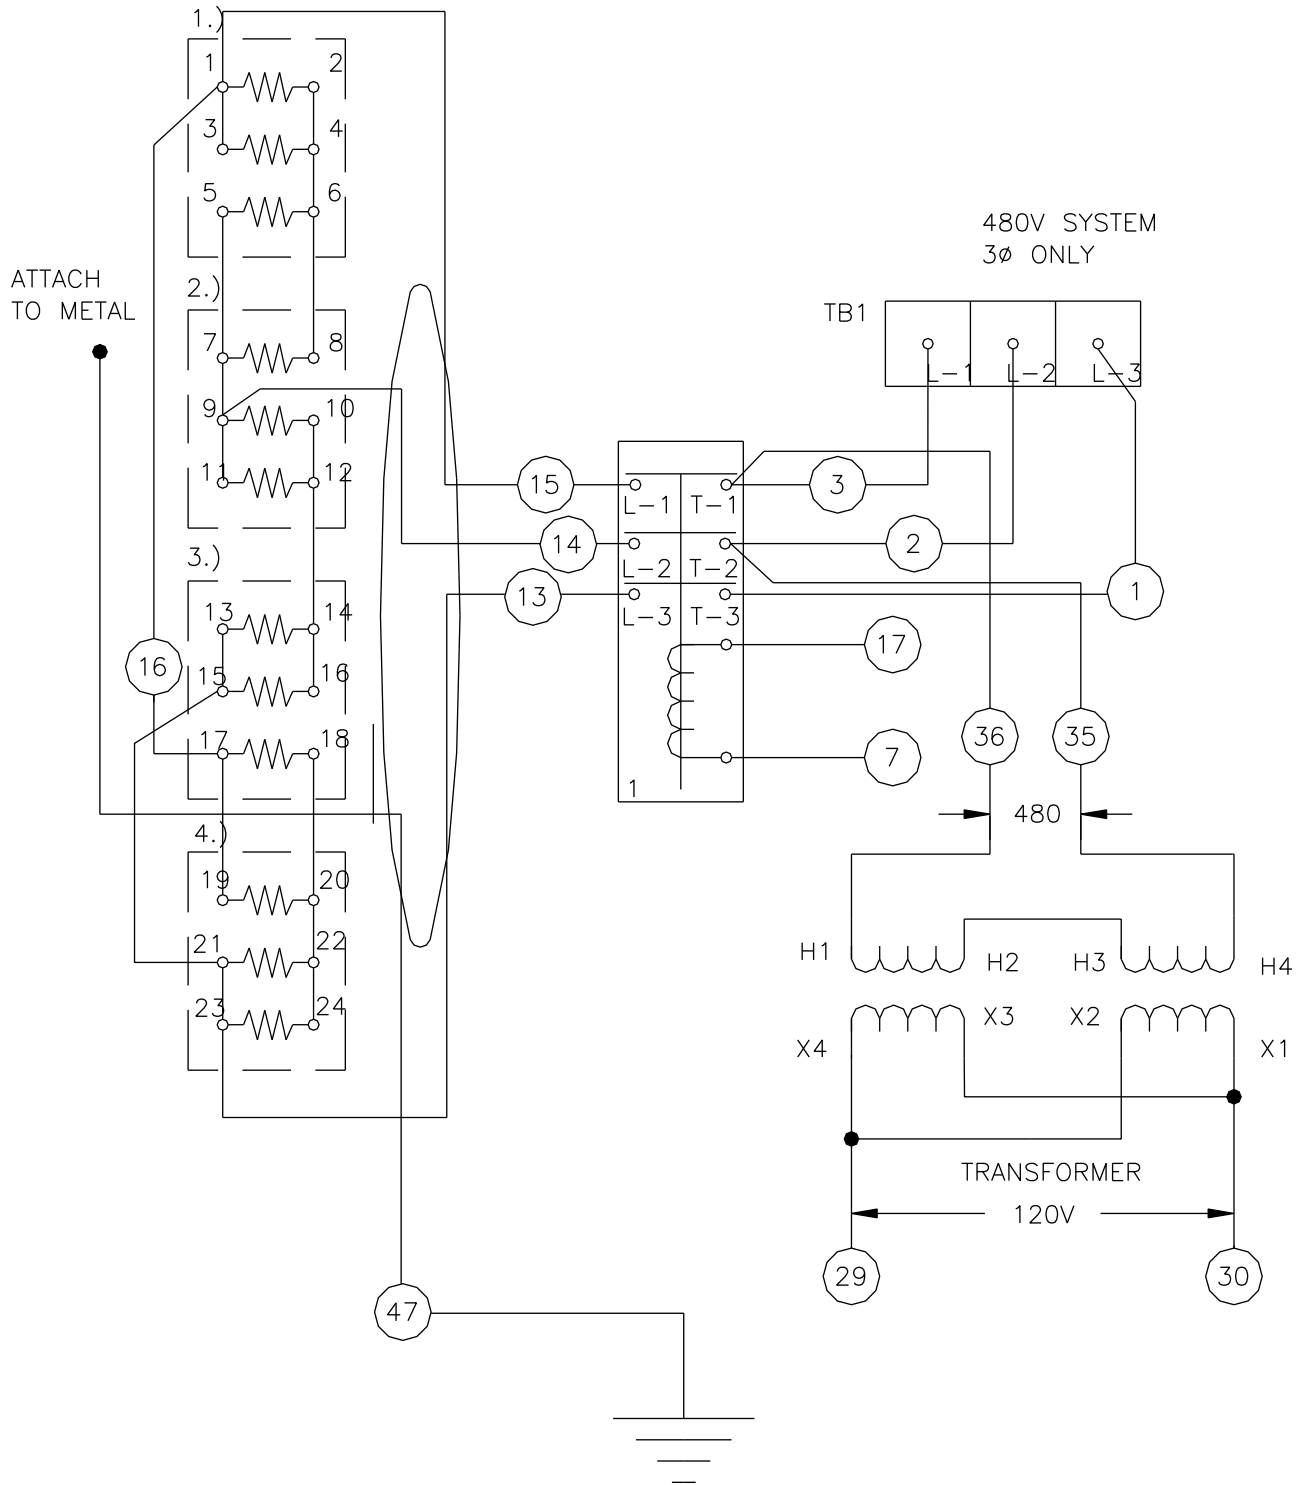 1.)
1 2
3 4
5 6
480V SYSTEM
3ø ONLY
ATTACH
TO METAL
2.)
TB1
7 8
L-1 L-2 L-3
9 10
11 12
15 3
L-1 T-1
14 2
3.)
L-2 T-2
13 1
13 14
L-3 T-3
17
16
15 16
17 18
36 35
7
1
480
4.)
19 20
21 22
H1 H2 H3 H4
23 24
X3 X2
X4 X1
TRANSFORMER
120V
29 30
47